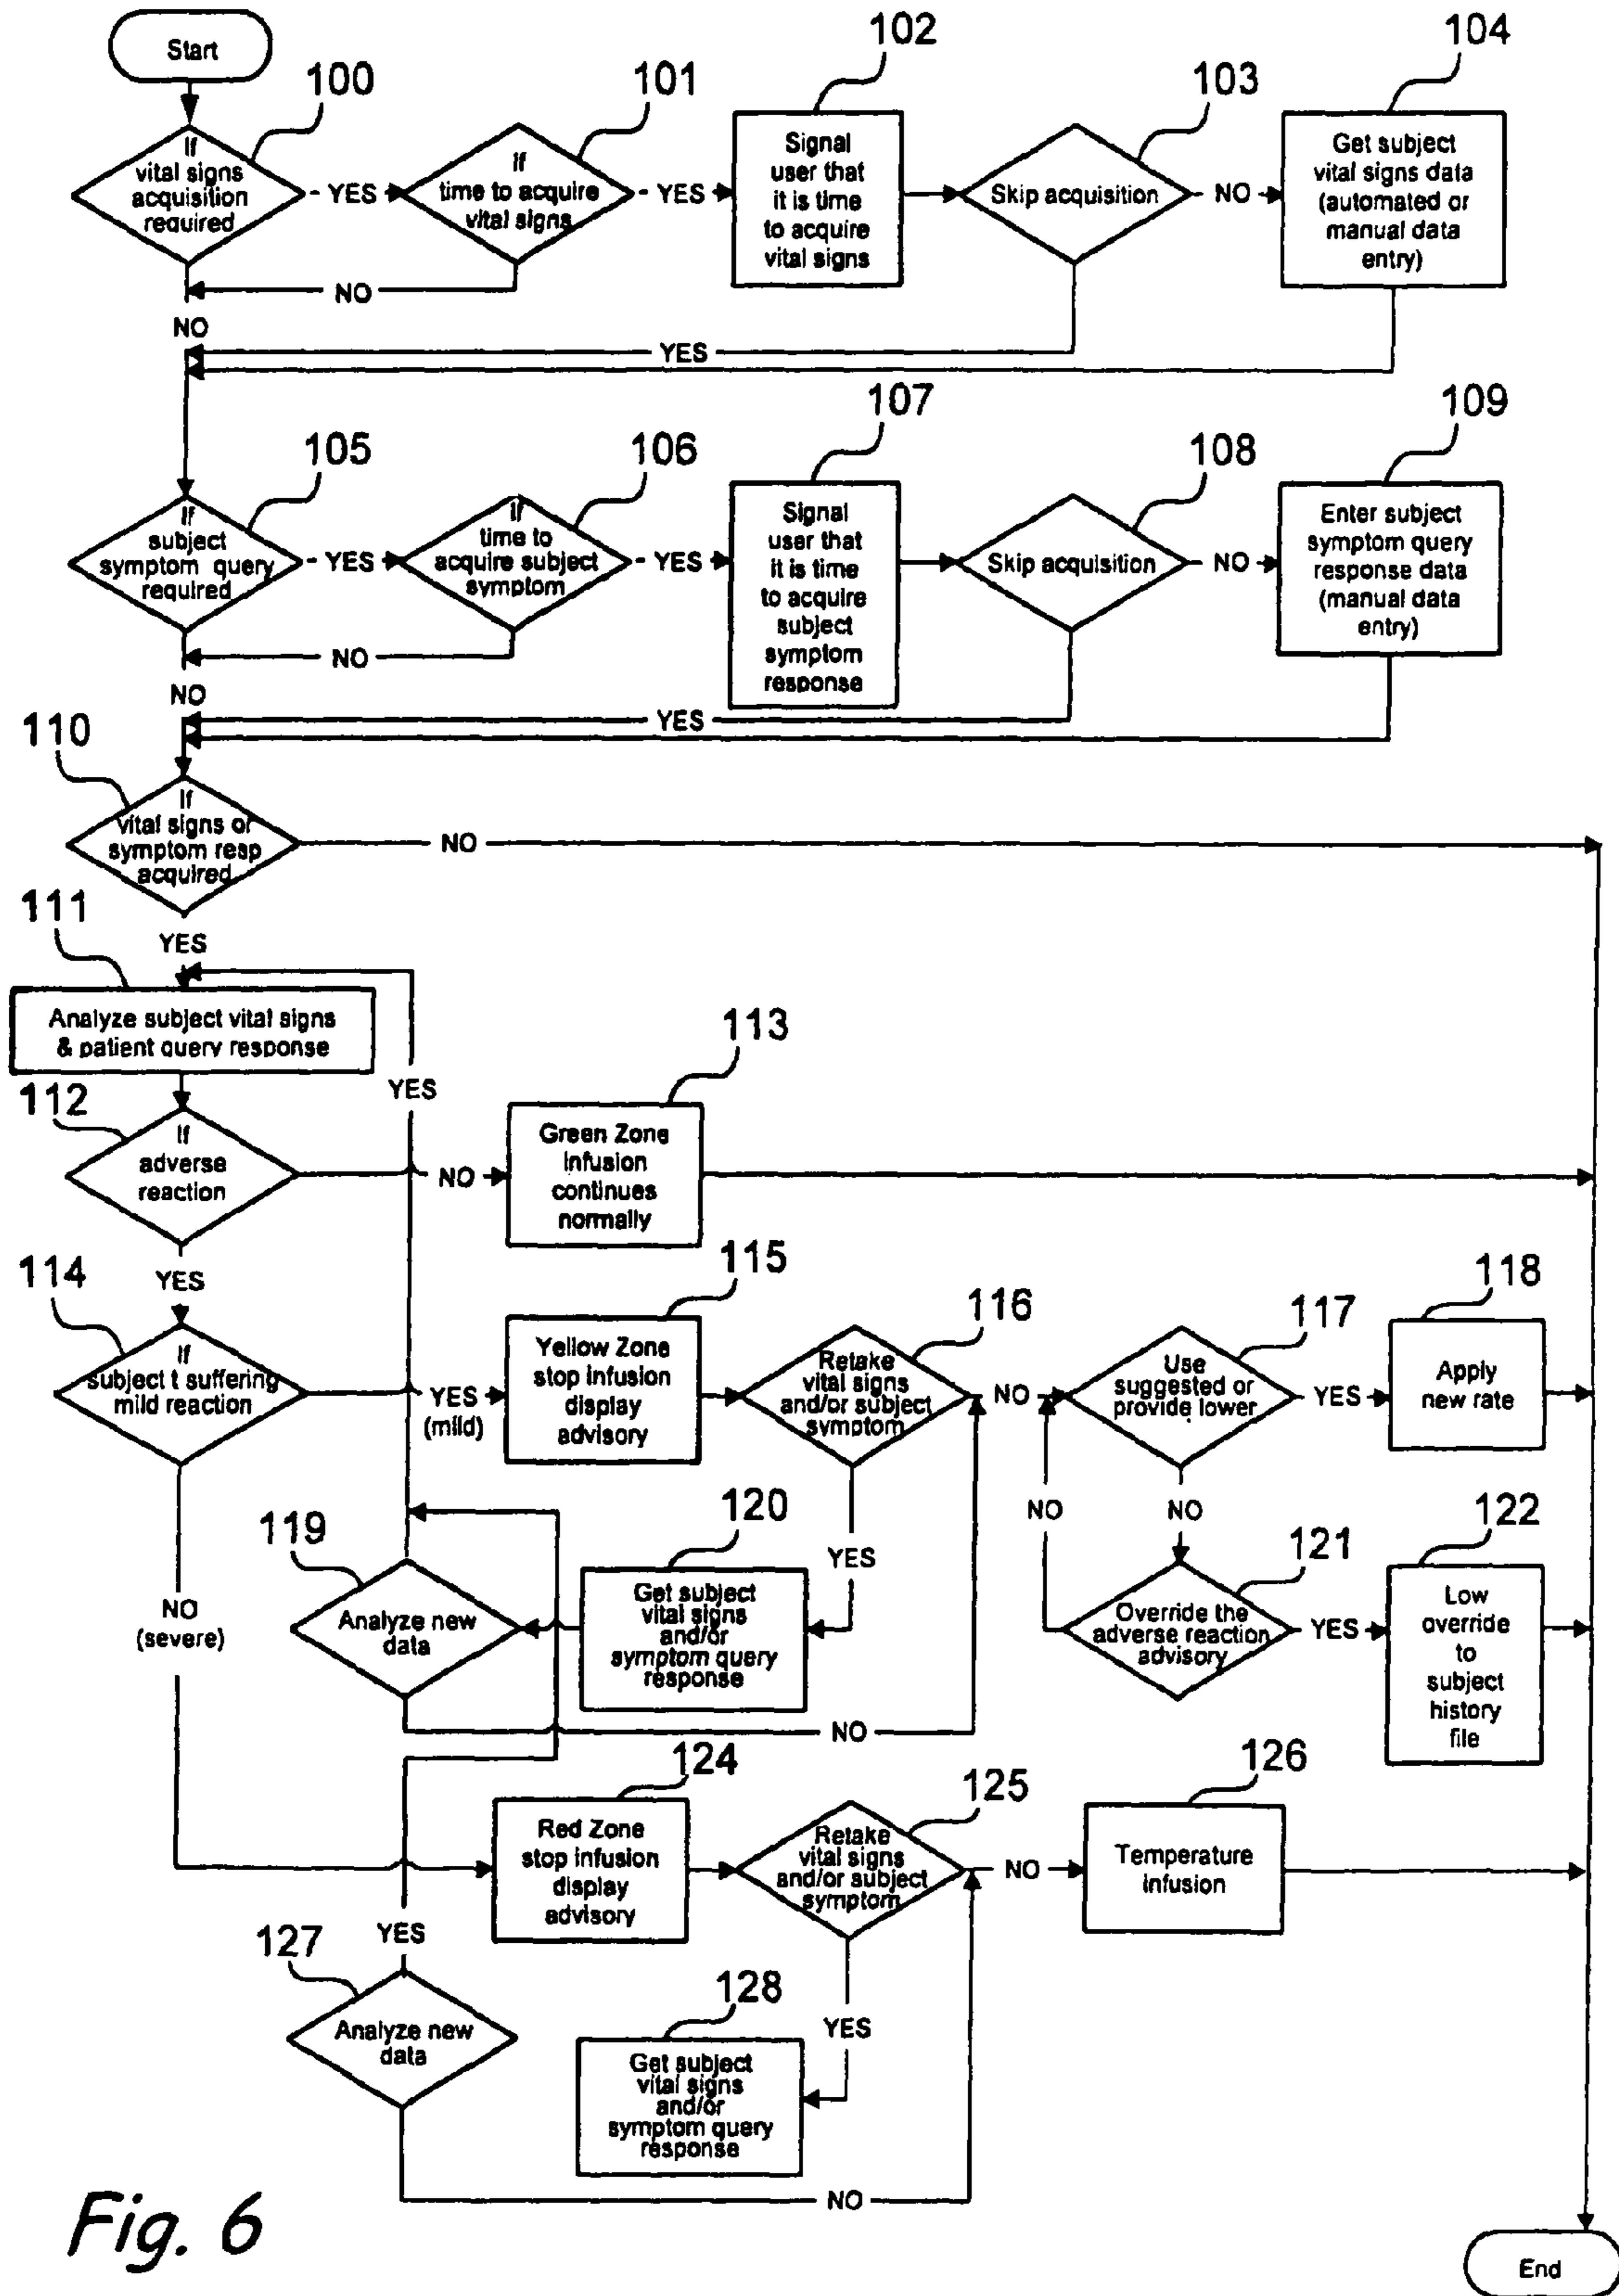 Start
100
101
102
103
104
If
vital signs
acquisition
required
YES
if
time to acquire
vital signs
YES
Signal
user that
it is time
to acquire
vital signs
Skip acquisition
NO
Get subject
vital signs data
(automated or
manual data
entry)
NO
NO
YES
105
106
107
108
109
If
subject
symptom query
required
YES
If
time to
acquire subject
symptom
YES
Signal
user that
it is time
to acquire
subject
symptom
response
Skip acquisition
NO
Enter subject
symptom query
response data
(manual data
entry)
NO
NO
YES
110
If
vital signs or
symptom resp
acquired
NO
YES
111
Analyze subject vital signs
& patient query response
YES
112
If
adverse
reaction
NO
113
Green Zone
infusion
continues
normally
YES
114
If
subject t suffering
mild reaction
YES
(mild)
115
Yellow Zone
stop infusion
display
advisory
116
Retake
vital signs
and/or subject
symptom
NO
117
Use
suggested or
provide lower
YES
118
Apply
new rate
NO
(severe)
119
Analyze new
data
120
Get subject
vital signs
and/or
symptom query
response
YES
NO
NO
NO
121
Override the
adverse reaction
advisory
YES
122
Low
override
to
subject
history
file
124
Red Zone
stop infusion
display
advisory
125
Retake
vital signs
and/or subject
symptom
NO
126
Temperature
infusion
YES
127
Analyze new
data
128
Get subject
vital signs
and/or
symptom query
response
YES
NO
Fig. 6
End